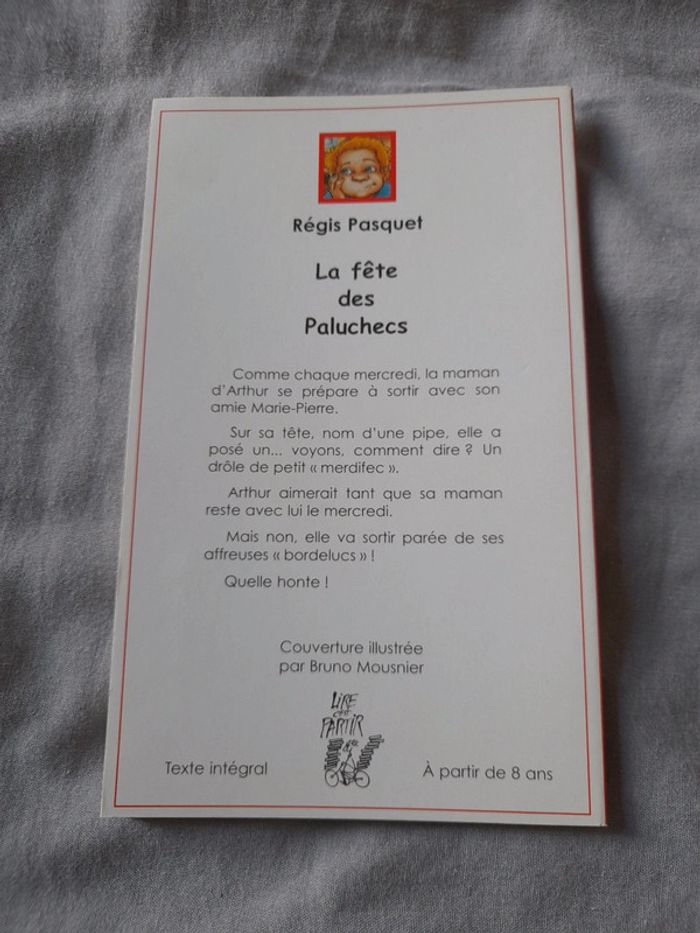 Régis Pasquet
La fête
des
Paluchecs
Comme chaque mercredi, la maman
d'Arthur se prépare à sortir avec son
amie Marie-Pierre.
Sur sa tête, nom d'une pipe, elle a
posé un... voyons, comment dire ? Un
drôle de petit « merdifec ».
Arthur aimerait tant que sa maman
reste avec lui le mercredi.
Mais non, elle va sortir parée de ses
affreuses « bordelucs » !
Quelle honte !
Couverture illustrée
par Bruno Mousnier
LIRE
C'EST
PARTIR
Texte intégral
À partir de 8 ans